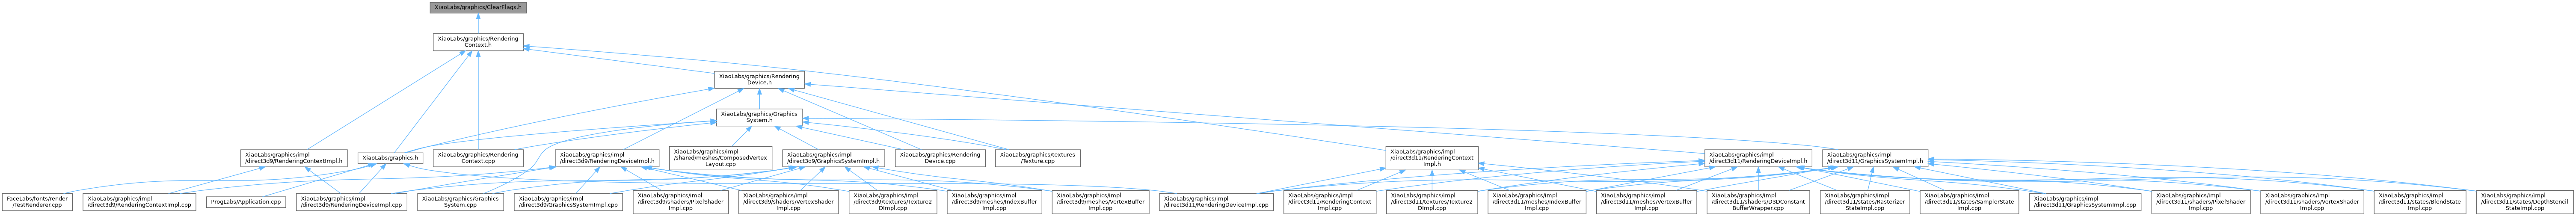 XiaoLabs/graphics/ClearFlags.h
XiaoLabs/graphics/Rendering
Context.h
XiaoLabs/graphics/Rendering
Device.h
XiaoLabs/graphics/Graphics
System.h
XiaoLabs/graphics/impl
/direct3d9/RenderingContextImpl.h
XiaoLabs/graphics.h
XiaoLabs/graphics/Rendering
Context.cpp
XiaoLabs/graphics/impl
/direct3d9/RenderingDeviceImpl.h
XiaoLabs/graphics/impl
/shared/meshes/ComposedVertex
Layout.cpp
XiaoLabs/graphics/impl
/direct3d9/GraphicsSystemImpl.h
XiaoLabs/graphics/Rendering
Device.cpp
XiaoLabs/graphics/textures
/Texture.cpp
XiaoLabs/graphics/impl
/direct3d11/RenderingContext
Impl.h
XiaoLabs/graphics/impl
/direct3d11/RenderingDeviceImpl.h
XiaoLabs/graphics/impl
/direct3d11/GraphicsSystemImpl.h
FaceLabs/fonts/render
/TestRenderer.cpp
XiaoLabs/graphics/impl
/direct3d9/RenderingContextImpl.cpp
ProgLabs/Application.cpp
XiaoLabs/graphics/impl
/direct3d9/RenderingDeviceImpl.cpp
XiaoLabs/graphics/Graphics
System.cpp
XiaoLabs/graphics/impl
/direct3d9/GraphicsSystemImpl.cpp
XiaoLabs/graphics/impl
/direct3d9/shaders/PixelShader
Impl.cpp
XiaoLabs/graphics/impl
/direct3d9/shaders/VertexShader
Impl.cpp
XiaoLabs/graphics/impl
/direct3d9/textures/Texture2
DImpl.cpp
XiaoLabs/graphics/impl
/direct3d9/meshes/IndexBuffer
Impl.cpp
XiaoLabs/graphics/impl
/direct3d9/meshes/VertexBuffer
Impl.cpp
XiaoLabs/graphics/impl
/direct3d11/RenderingDeviceImpl.cpp
XiaoLabs/graphics/impl
/direct3d11/RenderingContext
Impl.cpp
XiaoLabs/graphics/impl
/direct3d11/textures/Texture2
DImpl.cpp
XiaoLabs/graphics/impl
/direct3d11/meshes/IndexBuffer
Impl.cpp
XiaoLabs/graphics/impl
/direct3d11/meshes/VertexBuffer
Impl.cpp
XiaoLabs/graphics/impl
/direct3d11/shaders/D3DConstant
BufferWrapper.cpp
XiaoLabs/graphics/impl
/direct3d11/states/Rasterizer
StateImpl.cpp
XiaoLabs/graphics/impl
/direct3d11/states/SamplerState
Impl.cpp
XiaoLabs/graphics/impl
/direct3d11/GraphicsSystemImpl.cpp
XiaoLabs/graphics/impl
/direct3d11/shaders/PixelShader
Impl.cpp
XiaoLabs/graphics/impl
/direct3d11/shaders/VertexShader
Impl.cpp
XiaoLabs/graphics/impl
/direct3d11/states/BlendState
Impl.cpp
XiaoLabs/graphics/impl
/direct3d11/states/DepthStencil
StateImpl.cpp